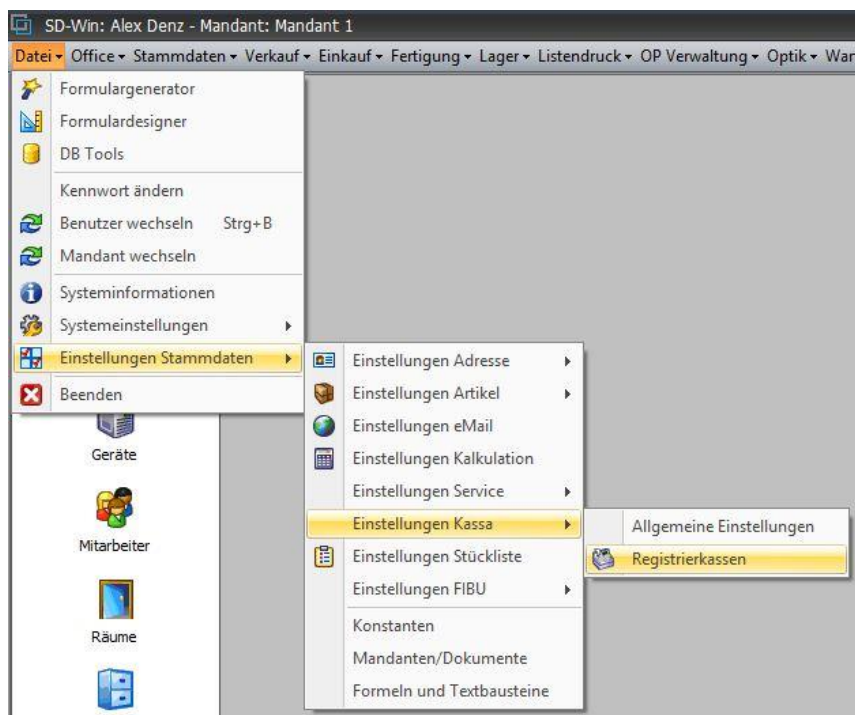 SD-Win: Alex Denz - Mandant: Mandant 1
Datei Office Stammdaten Verkauf Einkauf Fertigung Lager Listendruck OP Verwaltung Optik War
Formulargenerator
Formulardesigner
DB Tools
Kennwort ändern
Benutzer wechseln Strg+B
Mandant wechseln
Systeminformationen
Systemeinstellungen
Einstellungen Stammdaten
Beenden
Einstellungen Adresse
Einstellungen Artikel
Einstellungen eMail
Einstellungen Kalkulation
Einstellungen Service
Einstellungen Kassa
Einstellungen Stückliste
Einstellungen FIBU
Konstanten
Mandanten/Dokumente
Formeln und Textbausteine
Allgemeine Einstellungen
Registrierkassen
Geräte
Mitarbeiter
Räume